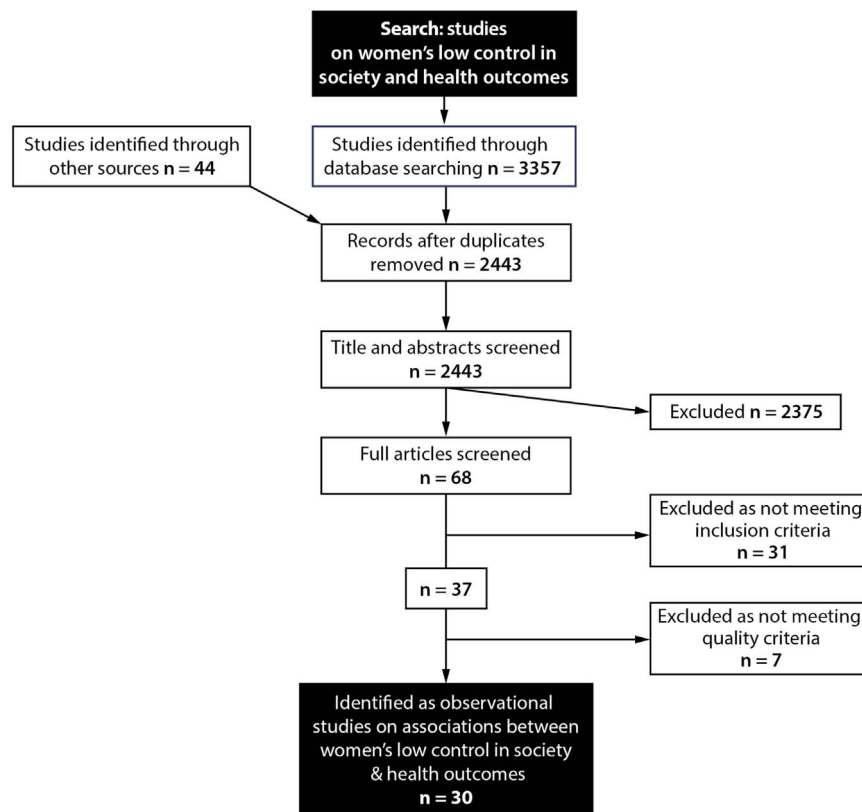 Search: studies
on women’s low control in
society and health outcomes
Studies identified through
other sources n = 44
Studies identified through
database searching n = 3357
Records after duplicates
removed n = 2443
Title and abstracts screened
n = 2443
Excluded n = 2375
Full articles screened
n = 68
Excluded as not meeting
inclusion criteria
n = 31
n = 37
Excluded as not meeting
quality criteria
n = 7
Identified as observational
studies on associations between
women’s low control in society
& health outcomes
n = 30